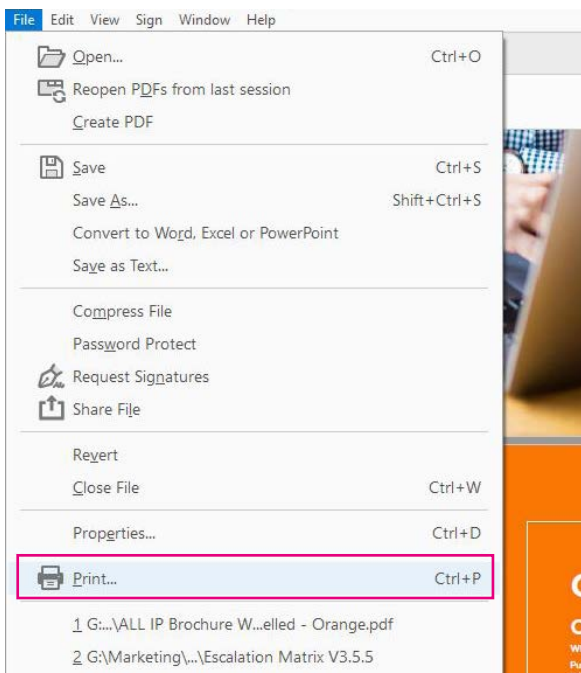 File Edit View Sign Window Help
Open... Ctrl+O
Reopen PDFs from last session
Create PDF
Save Ctrl+S
Save As... Shift+Ctrl+S
Convert to Word, Excel or PowerPoint
Save as Text...
Compress File
Password Protect
Request Signatures
Share File
Revert
Close File Ctrl+W
Properties... Ctrl+D
Print... Ctrl+P
1 G:...\ALL IP Brochure W...elled - Orange.pdf
2 G:\Marketing\...\Escalation Matrix V3.5.5